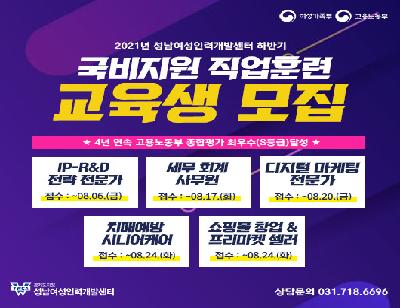 여성가족부 고용노동부
2021년 성남여성인력개발센터 하반기
국비지원 직업훈련
교육생 모집
★ 4년 연속 고용노동부 종합평가 최우수(S등급)달성 ★
IP-R&D
전략 전문가
접수 : ~08.06.(금)
세무 회계
사무원
접수 : ~08.17.(화)
디지털 마케팅
전문가
접수 : ~08.20.(금)
치매예방
시니어케어
접수 : ~08.24.(화)
쇼핑몰 창업 &
프리마켓 셀러
접수 : ~08.24.(화)
성남여성인력개발센터
상담문의 031.718.6696